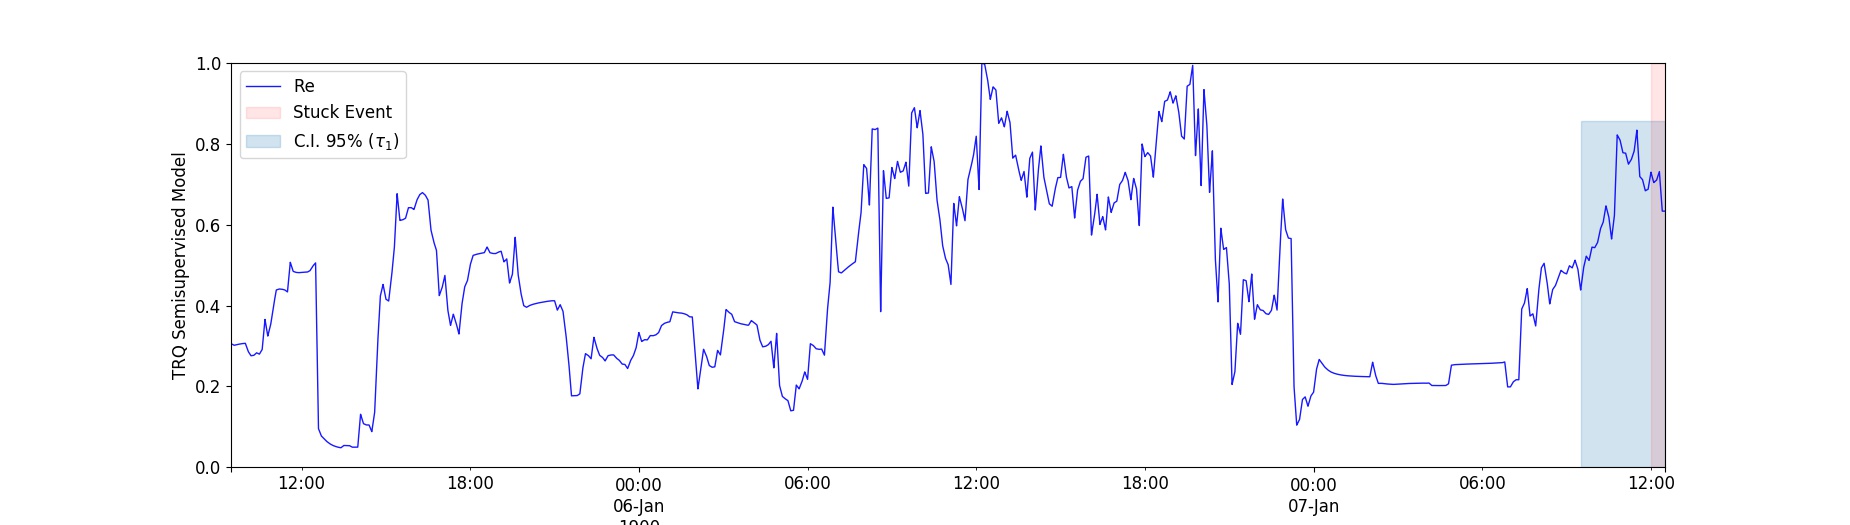 TRQ Semisupervised Model
1.0
0.8
0.6
0.4
0.2
0.0
Re
Stuck Event
C.I. 95% (τ₁)
12:00 18:00 00:00 06:00 12:00 18:00 00:00 06:00 12:00
06-Jan 07-Jan
1900